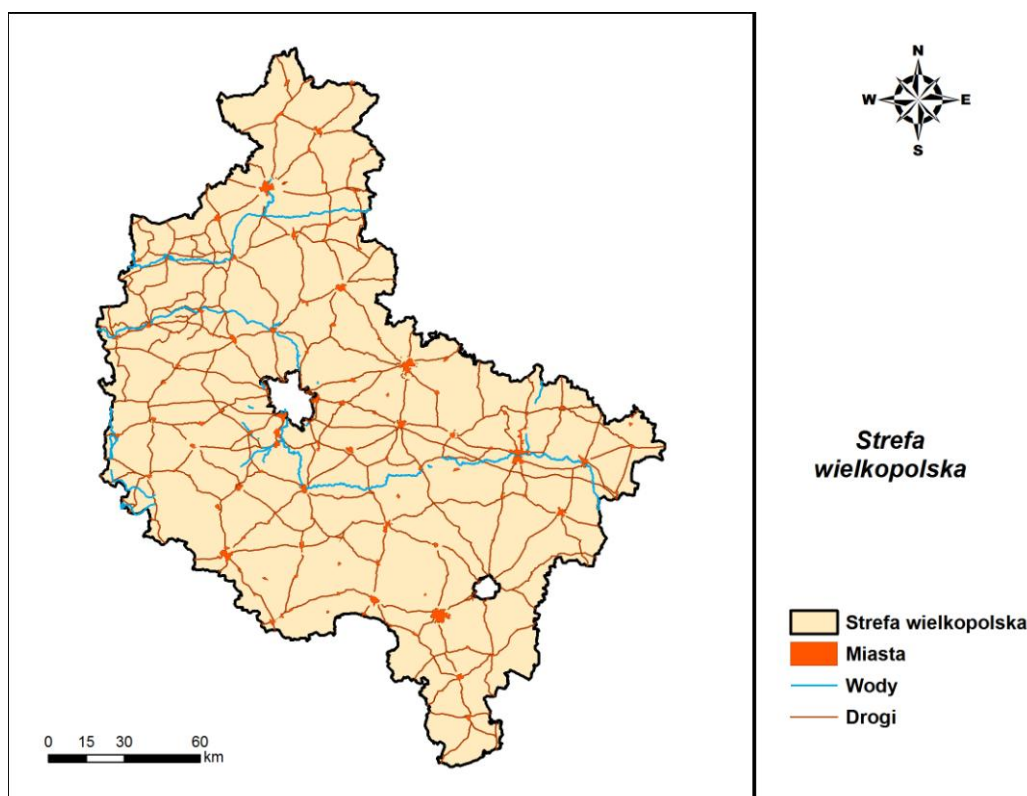 N
W E
S
Strefa
wielkopolska
Strefa wielkopolska
Miasta
Wody
Drogi
0 15 30 60
km